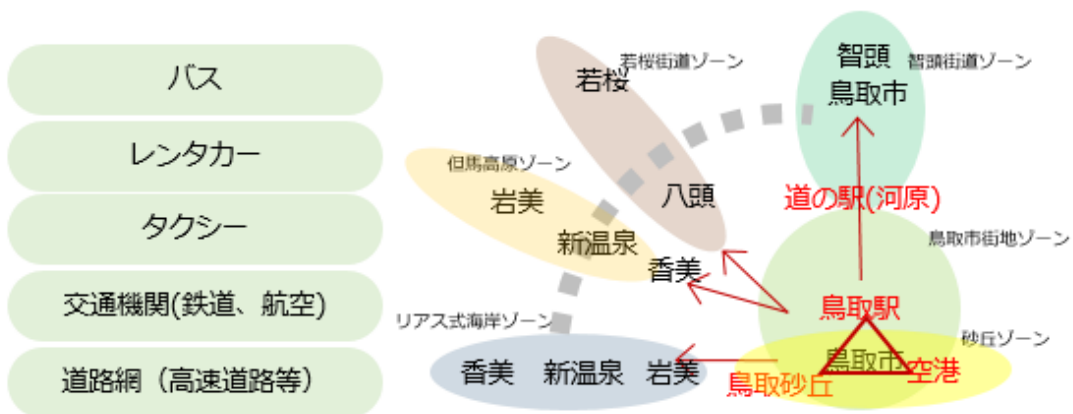 バス
レンタカー
タクシー
交通機関(鉄道、航空)
道路網（高速道路等）
若桜
若桜街道ゾーン
智頭
鳥取市
智頭街道ゾーン
但馬高原ゾーン
岩美
新温泉
香美
八頭
道の駅(河原)
鳥取市街地ゾーン
鳥取駅
リアス式海岸ゾーン
香美 新温泉 岩美
鳥取砂丘
鳥取市
空港
砂丘ゾーン